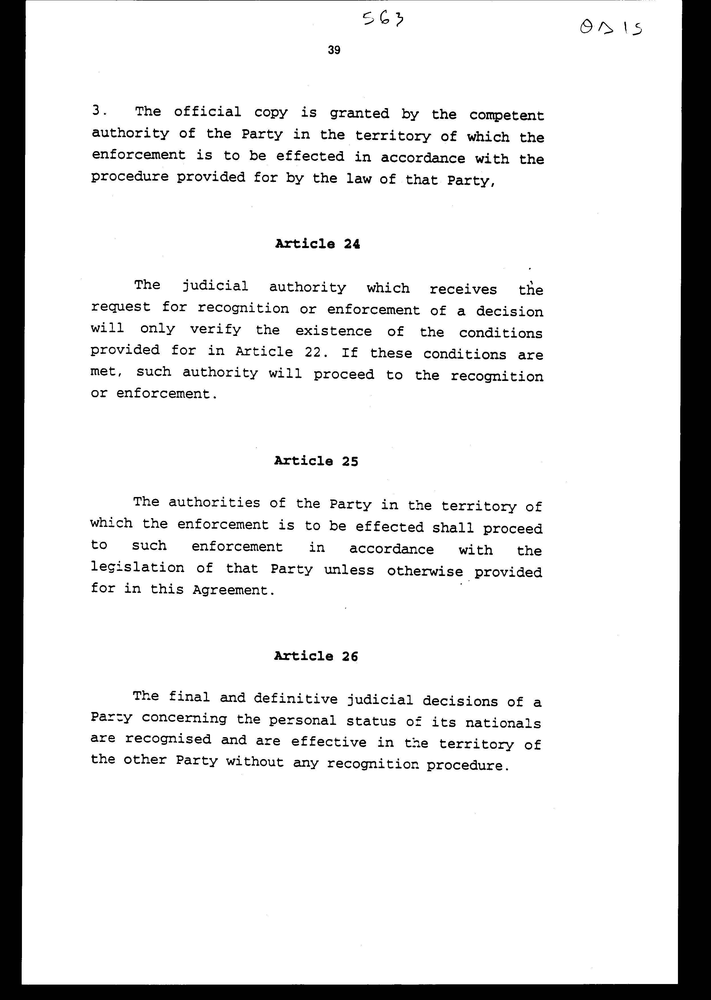 563
39
3. The official copy is granted by the competent
authority of the Party in the territory of which the
enforcement is to be effected in accordance with the
procedure provided for by the law of that Party,
Article 24
The judicial authority which receives the
request for recognition or enforcement of a decision
will only verify the existence of the conditions
provided for in Article 22. If these conditions are
met, such authority will proceed to the recognition
or enforcement.
Article 25
The authorities of the Party in the territory of
which the enforcement is to be effected shall proceed
to such enforcement in accordance with the
legislation of that Party unless otherwise provided
for in this Agreement.
Article 26
The final and definitive judicial decisions of a
Party concerning the personal status of its nationals
are recognised and are effective in the territory of
the other Party without any recognition procedure.